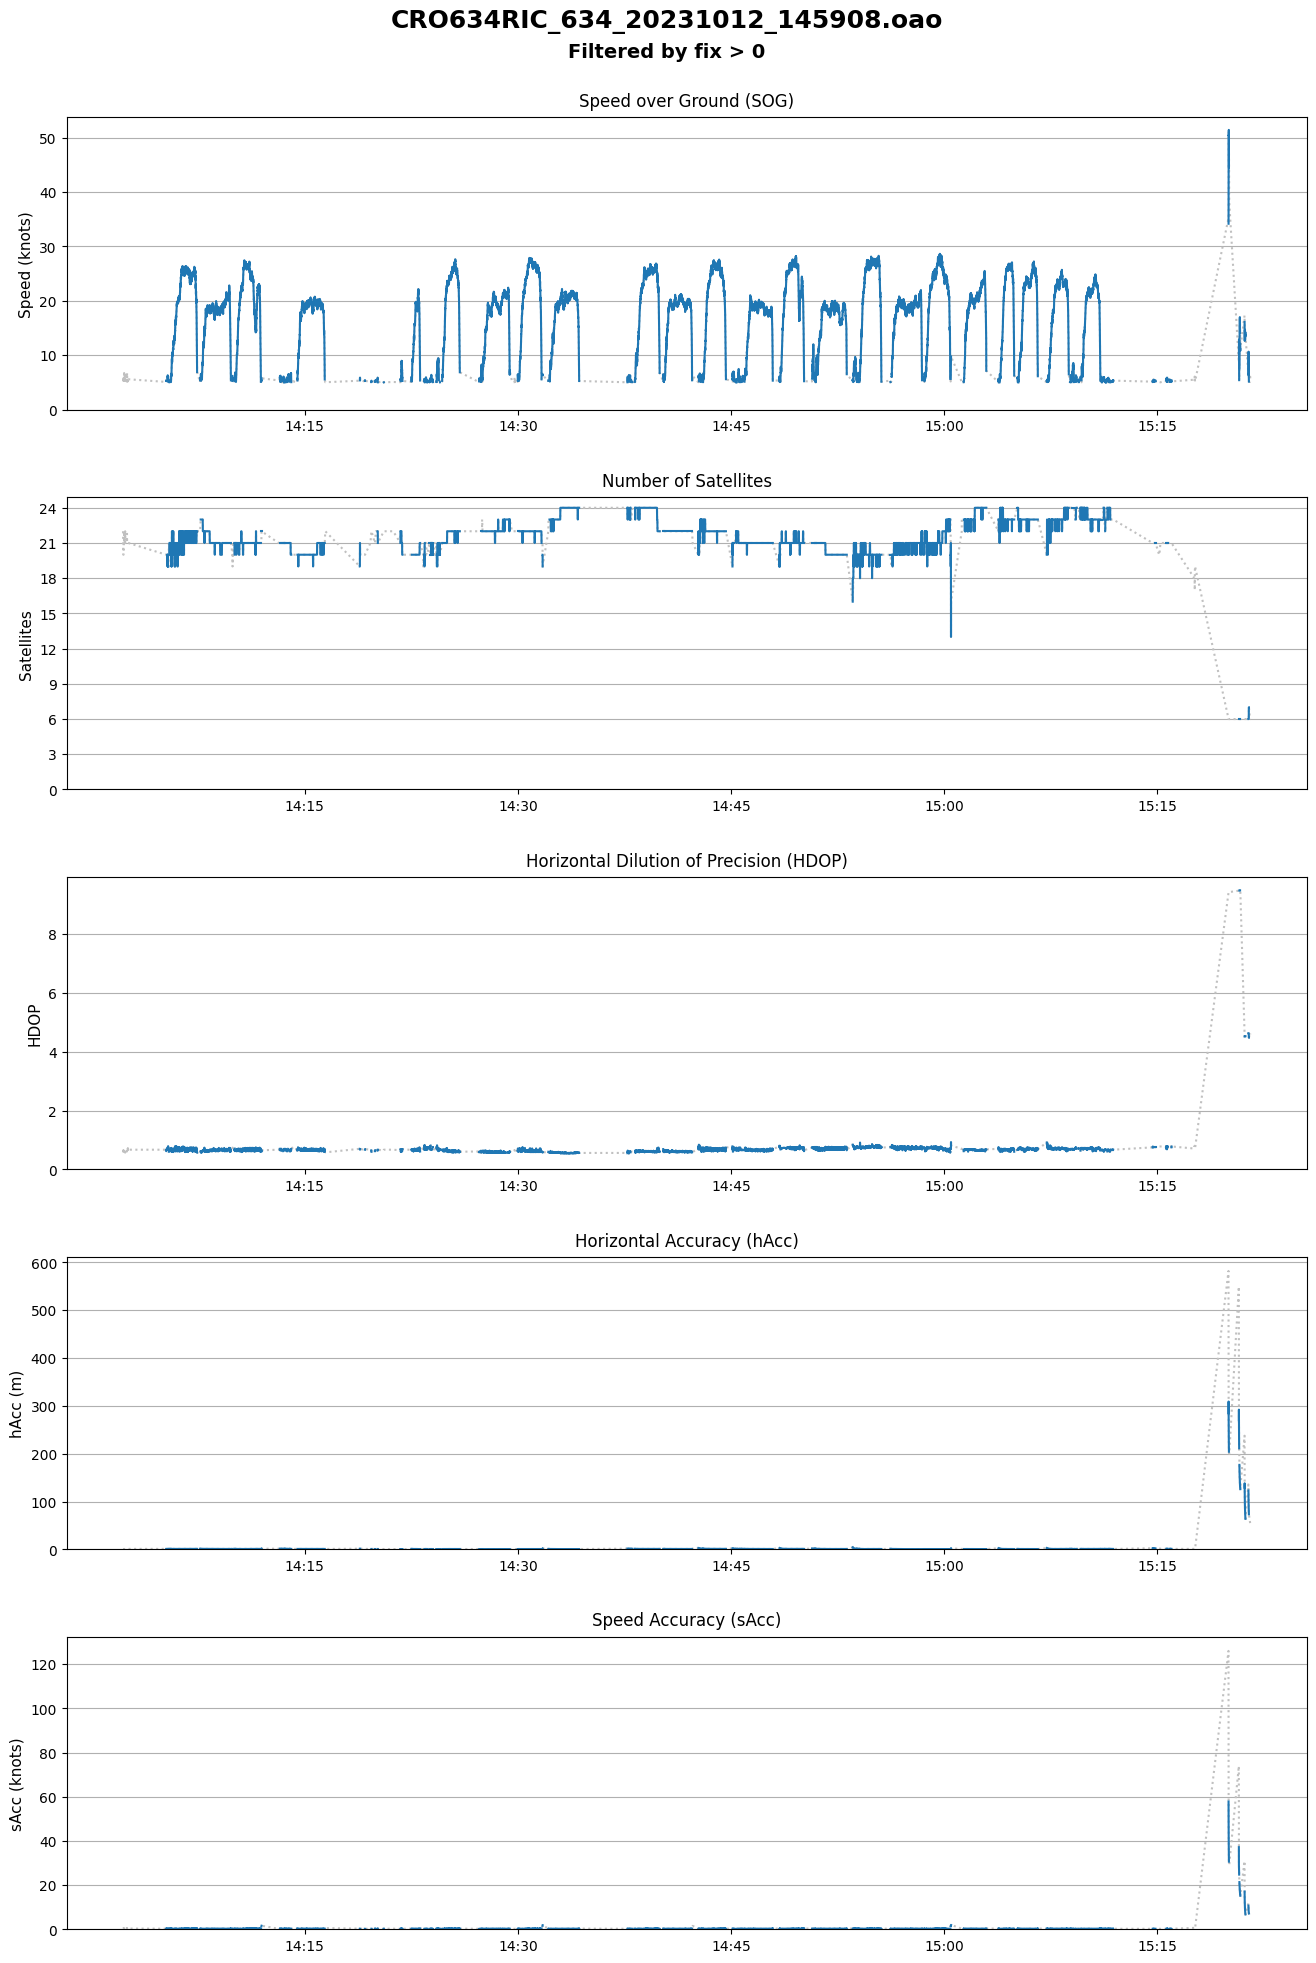 CRO634RIC_634_20231012_145908.oao
Filtered by fix > 0
Speed over Ground (SOG)
Speed (knots)
50
40
30
20
10
0
14:15 14:30 14:45 15:00 15:15
Number of Satellites
Satellites
24
21
18
15
12
9
6
3
0
14:15 14:30 14:45 15:00 15:15
Horizontal Dilution of Precision (HDOP)
HDOP
8
6
4
2
0
14:15 14:30 14:45 15:00 15:15
Horizontal Accuracy (hAcc)
hAcc (m)
600
500
400
300
200
100
0
14:15 14:30 14:45 15:00 15:15
Speed Accuracy (sAcc)
sAcc (knots)
120
100
80
60
40
20
0
14:15 14:30 14:45 15:00 15:15